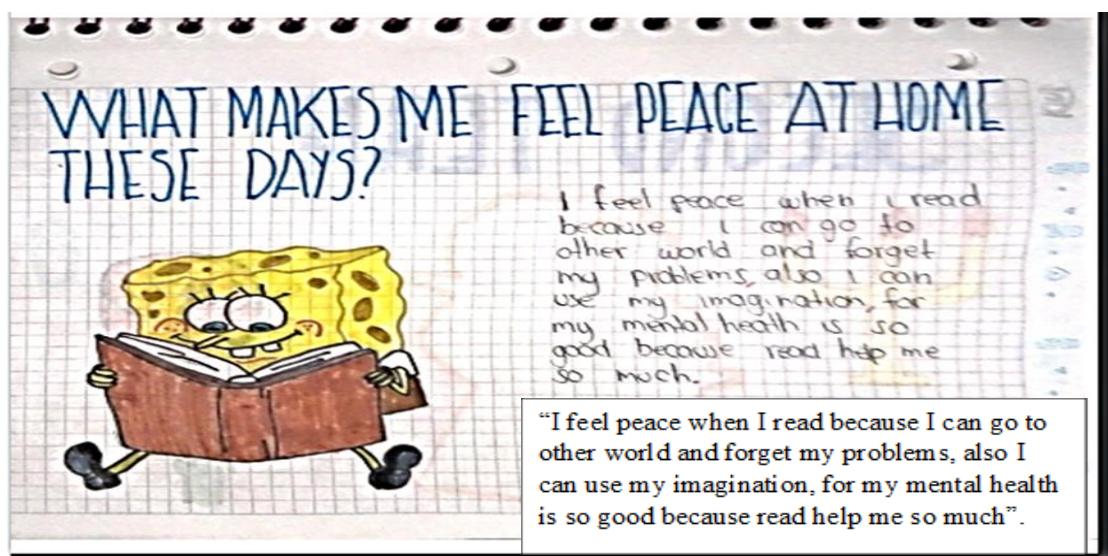 WHAT MAKES ME FEEL PEACE AT HOME
THESE DAYS?
I feel peace when i read
because I can go to
other world and forget
my problems, also I can
use my imagination, for
my mental health is so
good because read help me
so much.
“I feel peace when I read because I can go to
other world and forget my problems, also I
can use my imagination, for my mental health
is so good because read help me so much”.